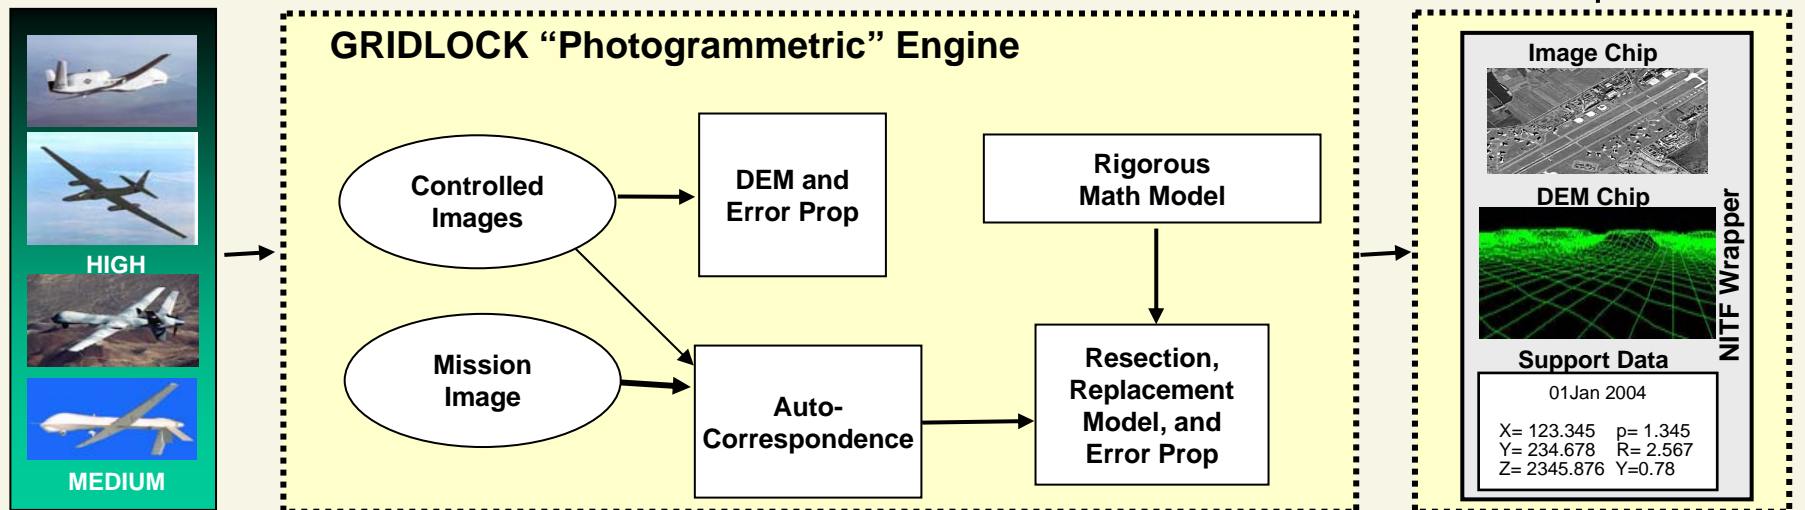 HIGH
MEDIUM
GRIDLOCK “Photogrammetric” Engine
Controlled
Images
DEM and
Error Prop
Rigorous
Math Model
Mission
Image
Auto-
Correspondence
Resection,
Replacement
Model, and
Error Prop
Image Chip
DEM Chip
NITF Wrapper
Support Data
01Jan 2004
X= 123.345 p= 1.345
Y= 234.678 R= 2.567
Z= 2345.876 Y=0.78